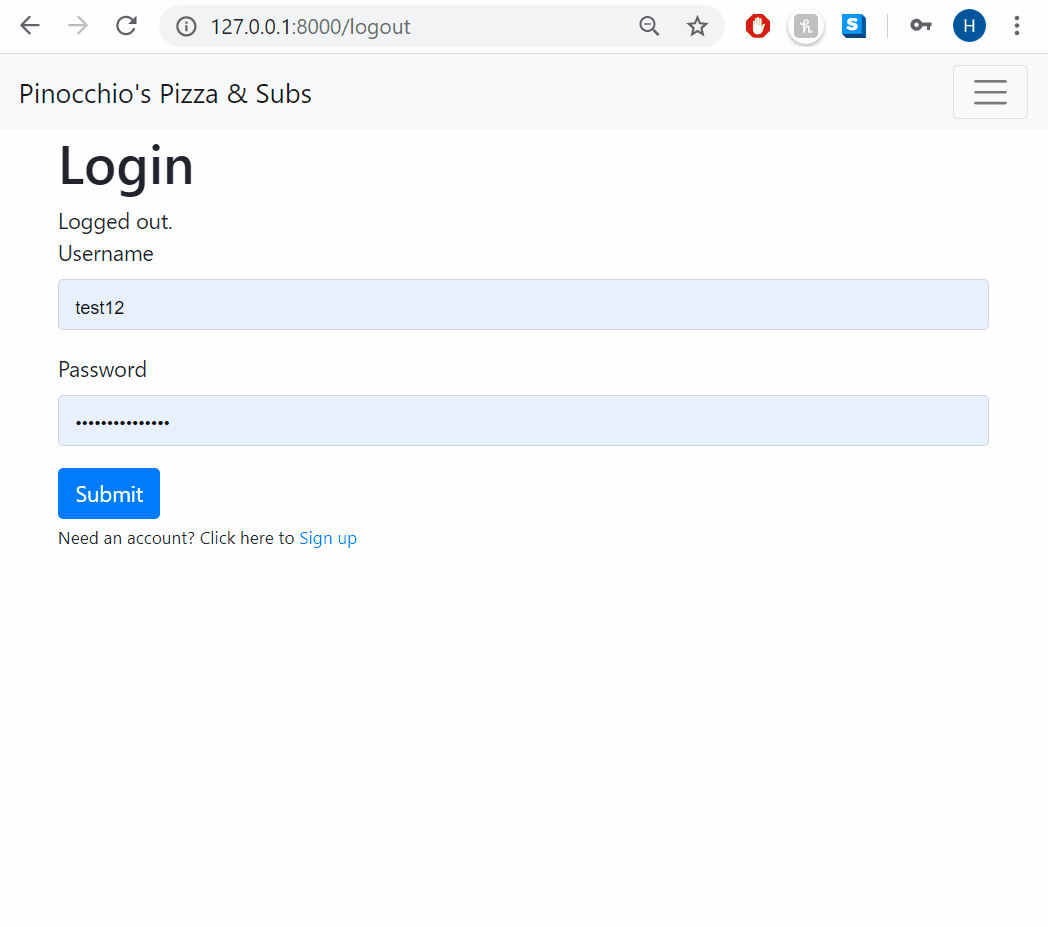 127.0.0.1:8000/logout
S
H
Pinocchio's Pizza & Subs
Login
Logged out.
Username
test12
Password
•••••••••••••••
Submit
Need an account? Click here to Sign up